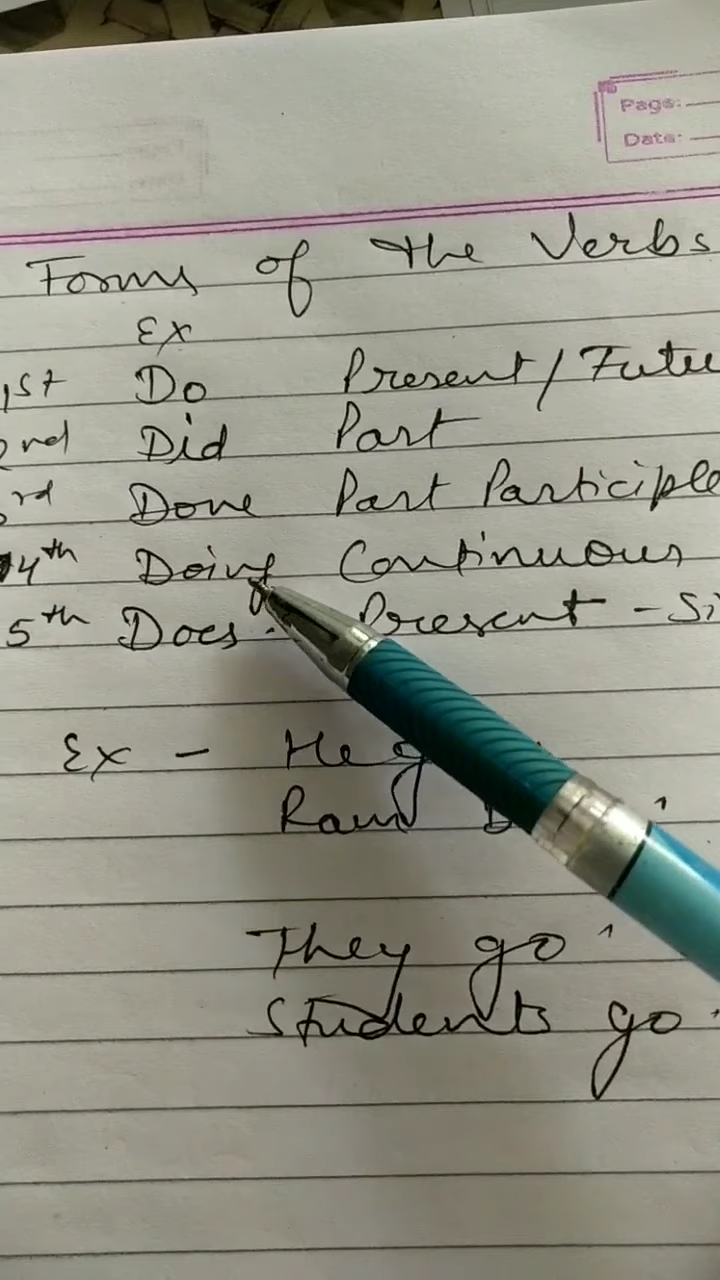 Page:
Date:
Forms of the Verbs
Ex
1st Do Present/Futu
2nd Did Past
3rd Done Past Participle
4th Doing Continuous
5th Does. Present - Si
Ex - He
Ram
They go
Students go